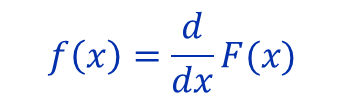 f(x) = d/dx F(x)